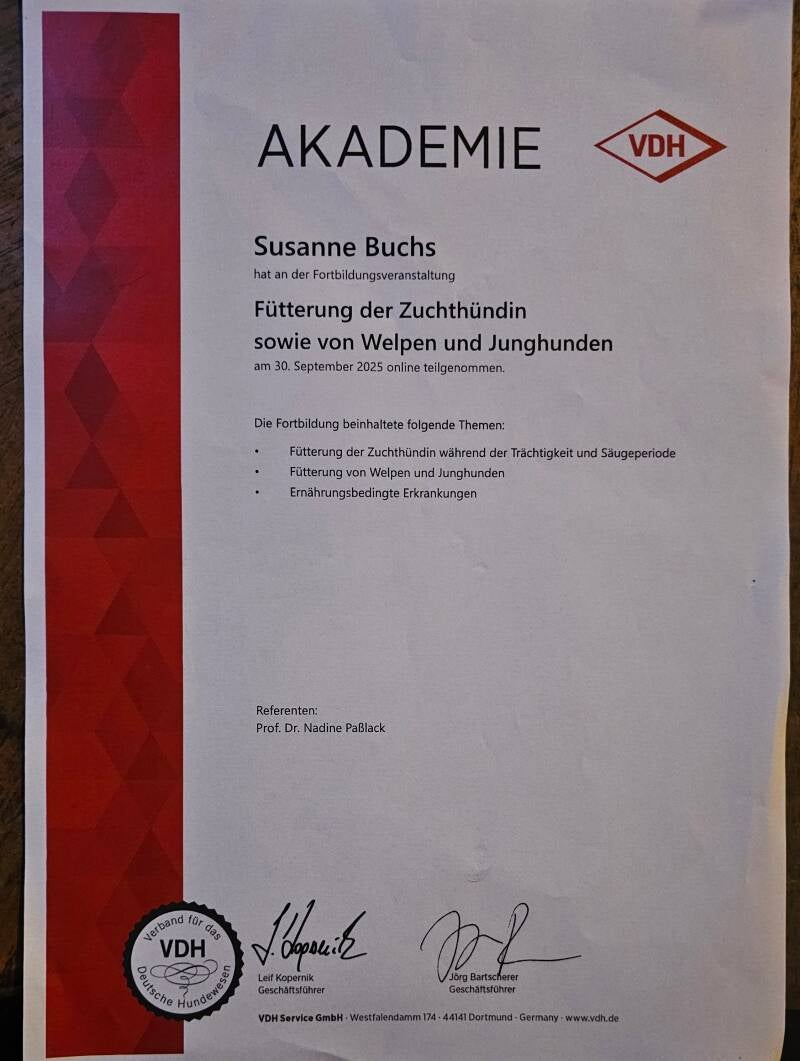 AKADEMIE
VDH
Susanne Buchs
hat an der Fortbildungsveranstaltung
Fütterung der Zuchthündin
sowie von Welpen und Junghunden
am 30. September 2025 online teilgenommen.
Die Fortbildung beinhaltete folgende Themen:
• Fütterung der Zuchthündin während der Trächtigkeit und Säugeperiode
• Fütterung von Welpen und Junghunden
• Ernährungsbedingte Erkrankungen
Referenten:
Prof. Dr. Nadine Paßlack
Verband für das
VDH
Deutsche Hundewesen
L. Kopernik
Leif Kopernik
Geschäftsführer
Jörg Bartscherer
Geschäftsführer
VDH Service GmbH · Westfalendamm 174 · 44141 Dortmund · Germany · www.vdh.de